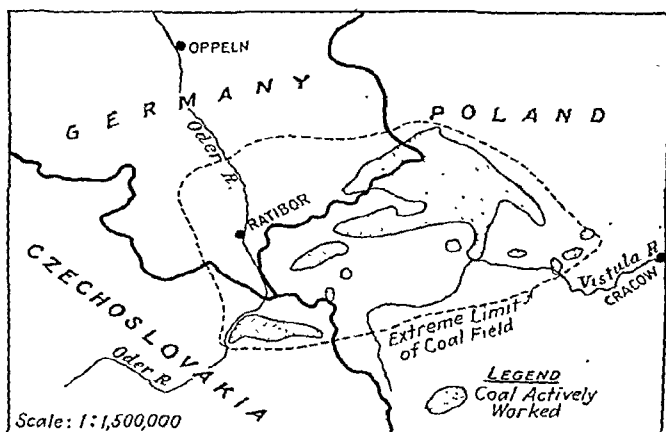 OPPELN
GERMANY
POLAND
Oder R.
RATIBOR
CZECHOSLOVAKIA
Vistula R.
CRACOW
Extreme Limit
of Coal Field
Oder R.
LEGEND
Coal Actively
Worked
Scale: 1:1,500,000